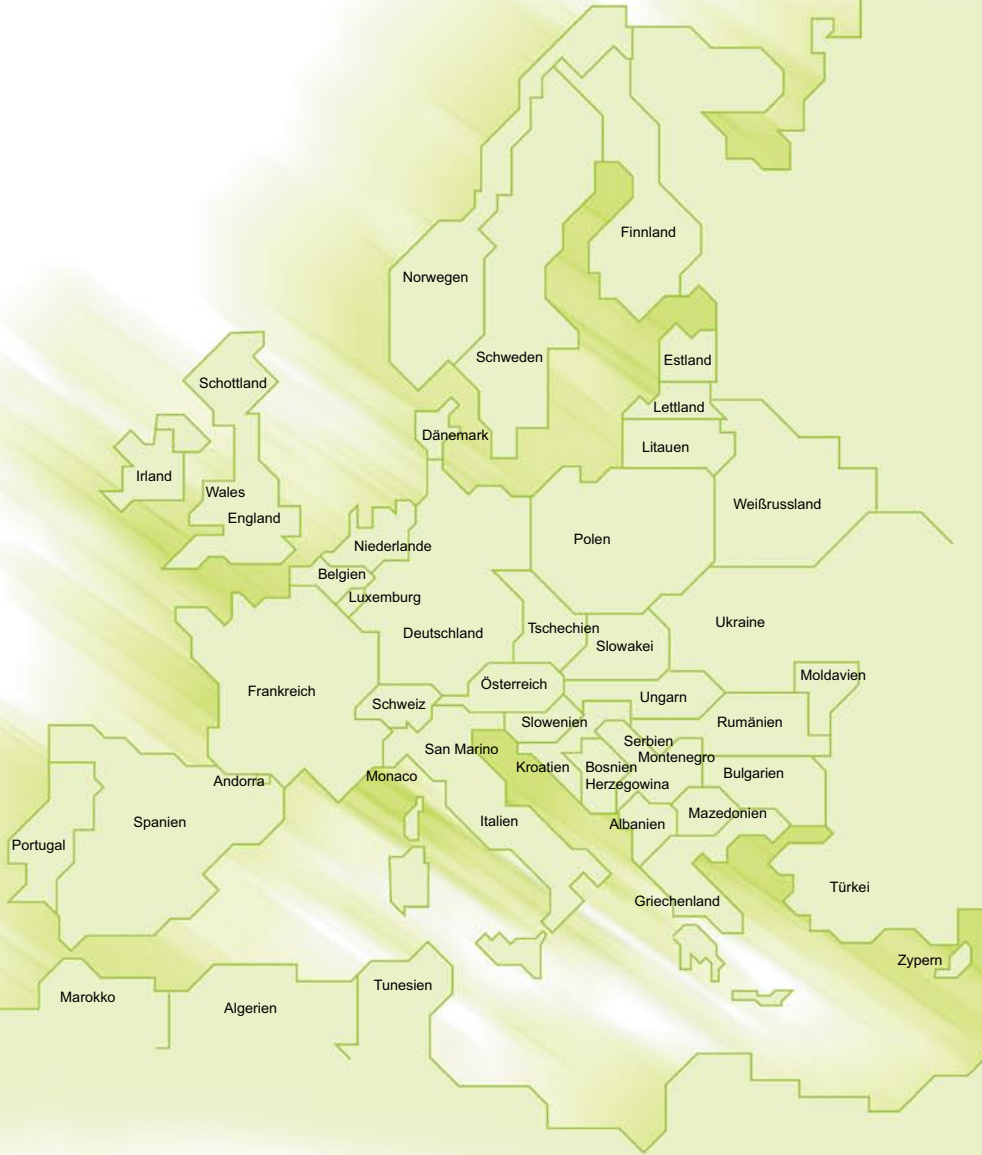 Finnland
Norwegen
Schweden
Estland
Schottland
Lettland
Dänemark
Litauen
Irland
Wales
England
Weißrussland
Niederlande
Polen
Belgien
Luxemburg
Deutschland
Tschechien
Slowakei
Ukraine
Moldavien
Frankreich
Schweiz
Österreich
Ungarn
Slowenien
Rumänien
San Marino
Serbien
Montenegro
Monaco
Kroatien
Bosnien
Herzegowina
Bulgarien
Andorra
Spanien
Italien
Albanien
Mazedonien
Portugal
Griechenland
Türkei
Zypern
Marokko
Algerien
Tunesien